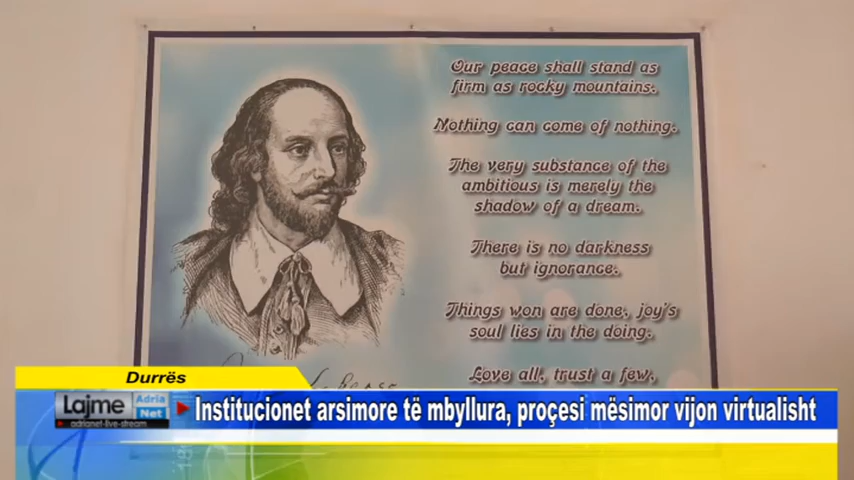 Our peace shall stand as
firm as rocky mountains.
Nothing can come of nothing.
The very substance of the
ambitious is merely the
shadow of a dream.
There is no darkness
but ignorance.
Things won are done, joy's
soul lies in the doing.
Love all, trust a few,
Durrës
Lajme Adria Net
Institucionet arsimore të mbyllura, proçesi mësimor vijon virtualisht
adrianet-live-stream